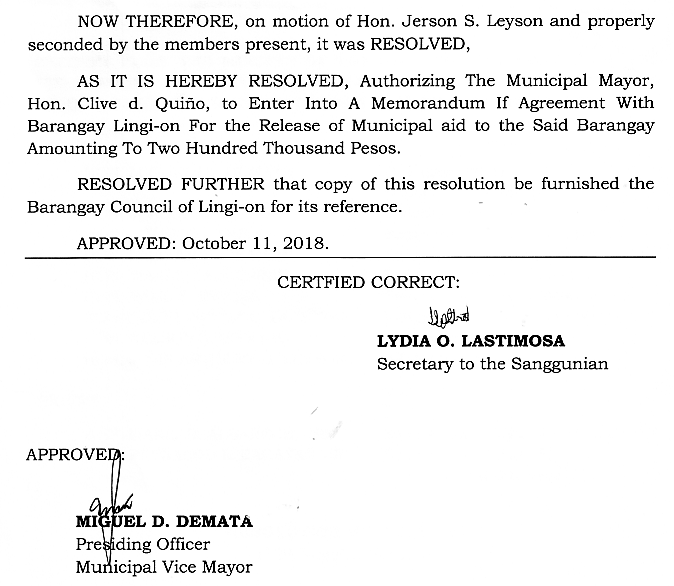 NOW THEREFORE, on motion of Hon. Jerson S. Leyson and properly
seconded by the members present, it was RESOLVED,
AS IT IS HEREBY RESOLVED, Authorizing The Municipal Mayor,
Hon. Clive d. Quiño, to Enter Into A Memorandum If Agreement With
Barangay Lingi-on For the Release of Municipal aid to the Said Barangay
Amounting To Two Hundred Thousand Pesos.
RESOLVED FURTHER that copy of this resolution be furnished the
Barangay Council of Lingi-on for its reference.
APPROVED: October 11, 2018.
CERTFIED CORRECT:
LYDIA O. LASTIMOSA
Secretary to the Sanggunian
APPROVED:
MIGUEL D. DEMATA
Presiding Officer
Municipal Vice Mayor